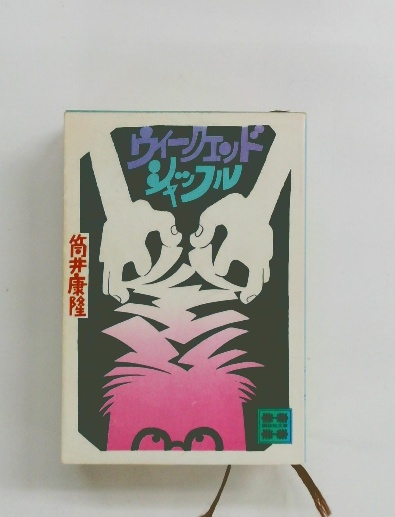 ウィークエンド
シャッフル
筒井康隆